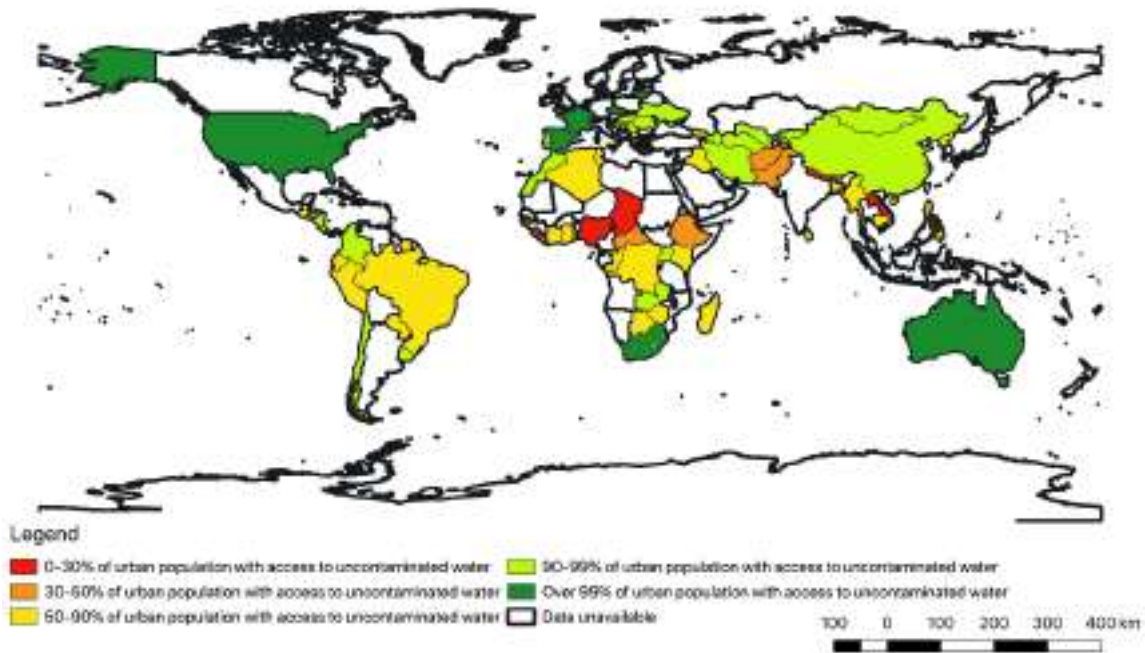 Legend
0-30% of urban population with access to uncontaminated water
90-99% of urban population with access to uncontaminated water
30-60% of urban population with access to uncontaminated water
Over 99% of urban population with access to uncontaminated water
60-90% of urban population with access to uncontaminated water
Data unavailable
100 0 100 200 300 400 km